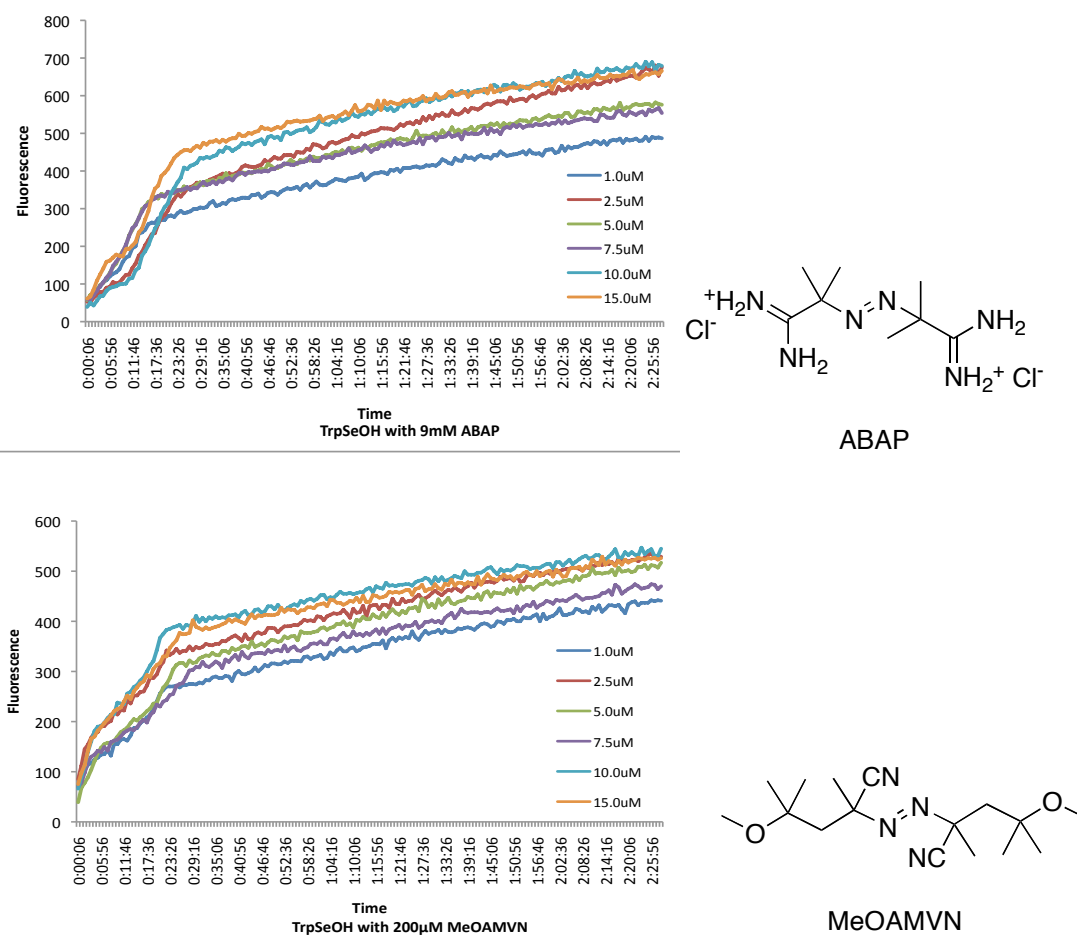 800
700
600
500
400
300
200
100
0
Fluorescence
1.0uM
2.5uM
5.0uM
7.5uM
10.0uM
15.0uM
0:00:06
0:05:56
0:11:46
0:17:36
0:23:26
0:29:16
0:35:06
0:40:56
0:46:46
0:52:36
0:58:26
1:04:16
1:10:06
1:15:56
1:21:46
1:27:36
1:33:26
1:39:16
1:45:06
1:50:56
1:56:46
2:02:36
2:08:26
2:14:16
2:20:06
2:25:56
Time
TrpSeOH with 9mM ABAP
+H2N
Cl-
NH2
N
N
NH2
NH2+ Cl-
ABAP
600
500
400
300
200
100
0
Fluorescence
1.0uM
2.5uM
5.0uM
7.5uM
10.0uM
15.0uM
0:00:06
0:05:56
0:11:46
0:17:36
0:23:26
0:29:16
0:35:06
0:40:56
0:46:46
0:52:36
0:58:26
1:04:16
1:10:06
1:15:56
1:21:46
1:27:36
1:33:26
1:39:16
1:45:06
1:50:56
1:56:46
2:02:36
2:08:26
2:14:16
2:20:06
2:25:56
Time
TrpSeOH with 200µM MeOAMVN
CN
O
N
N
O
NC
MeOAMVN